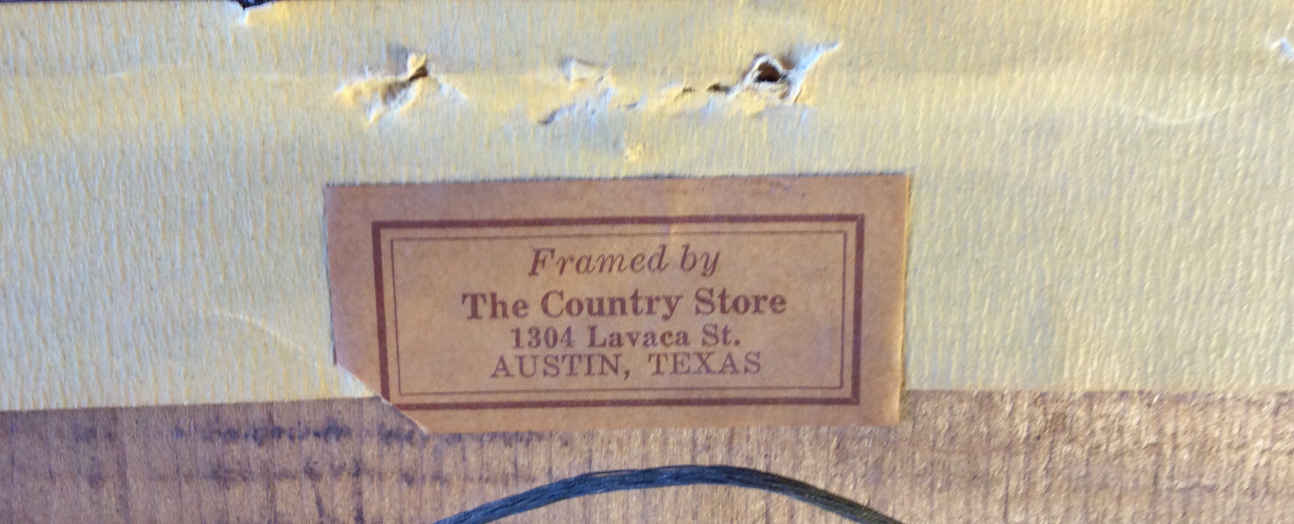 Framed by
The Country Store
1304 Lavaca St.
AUSTIN, TEXAS